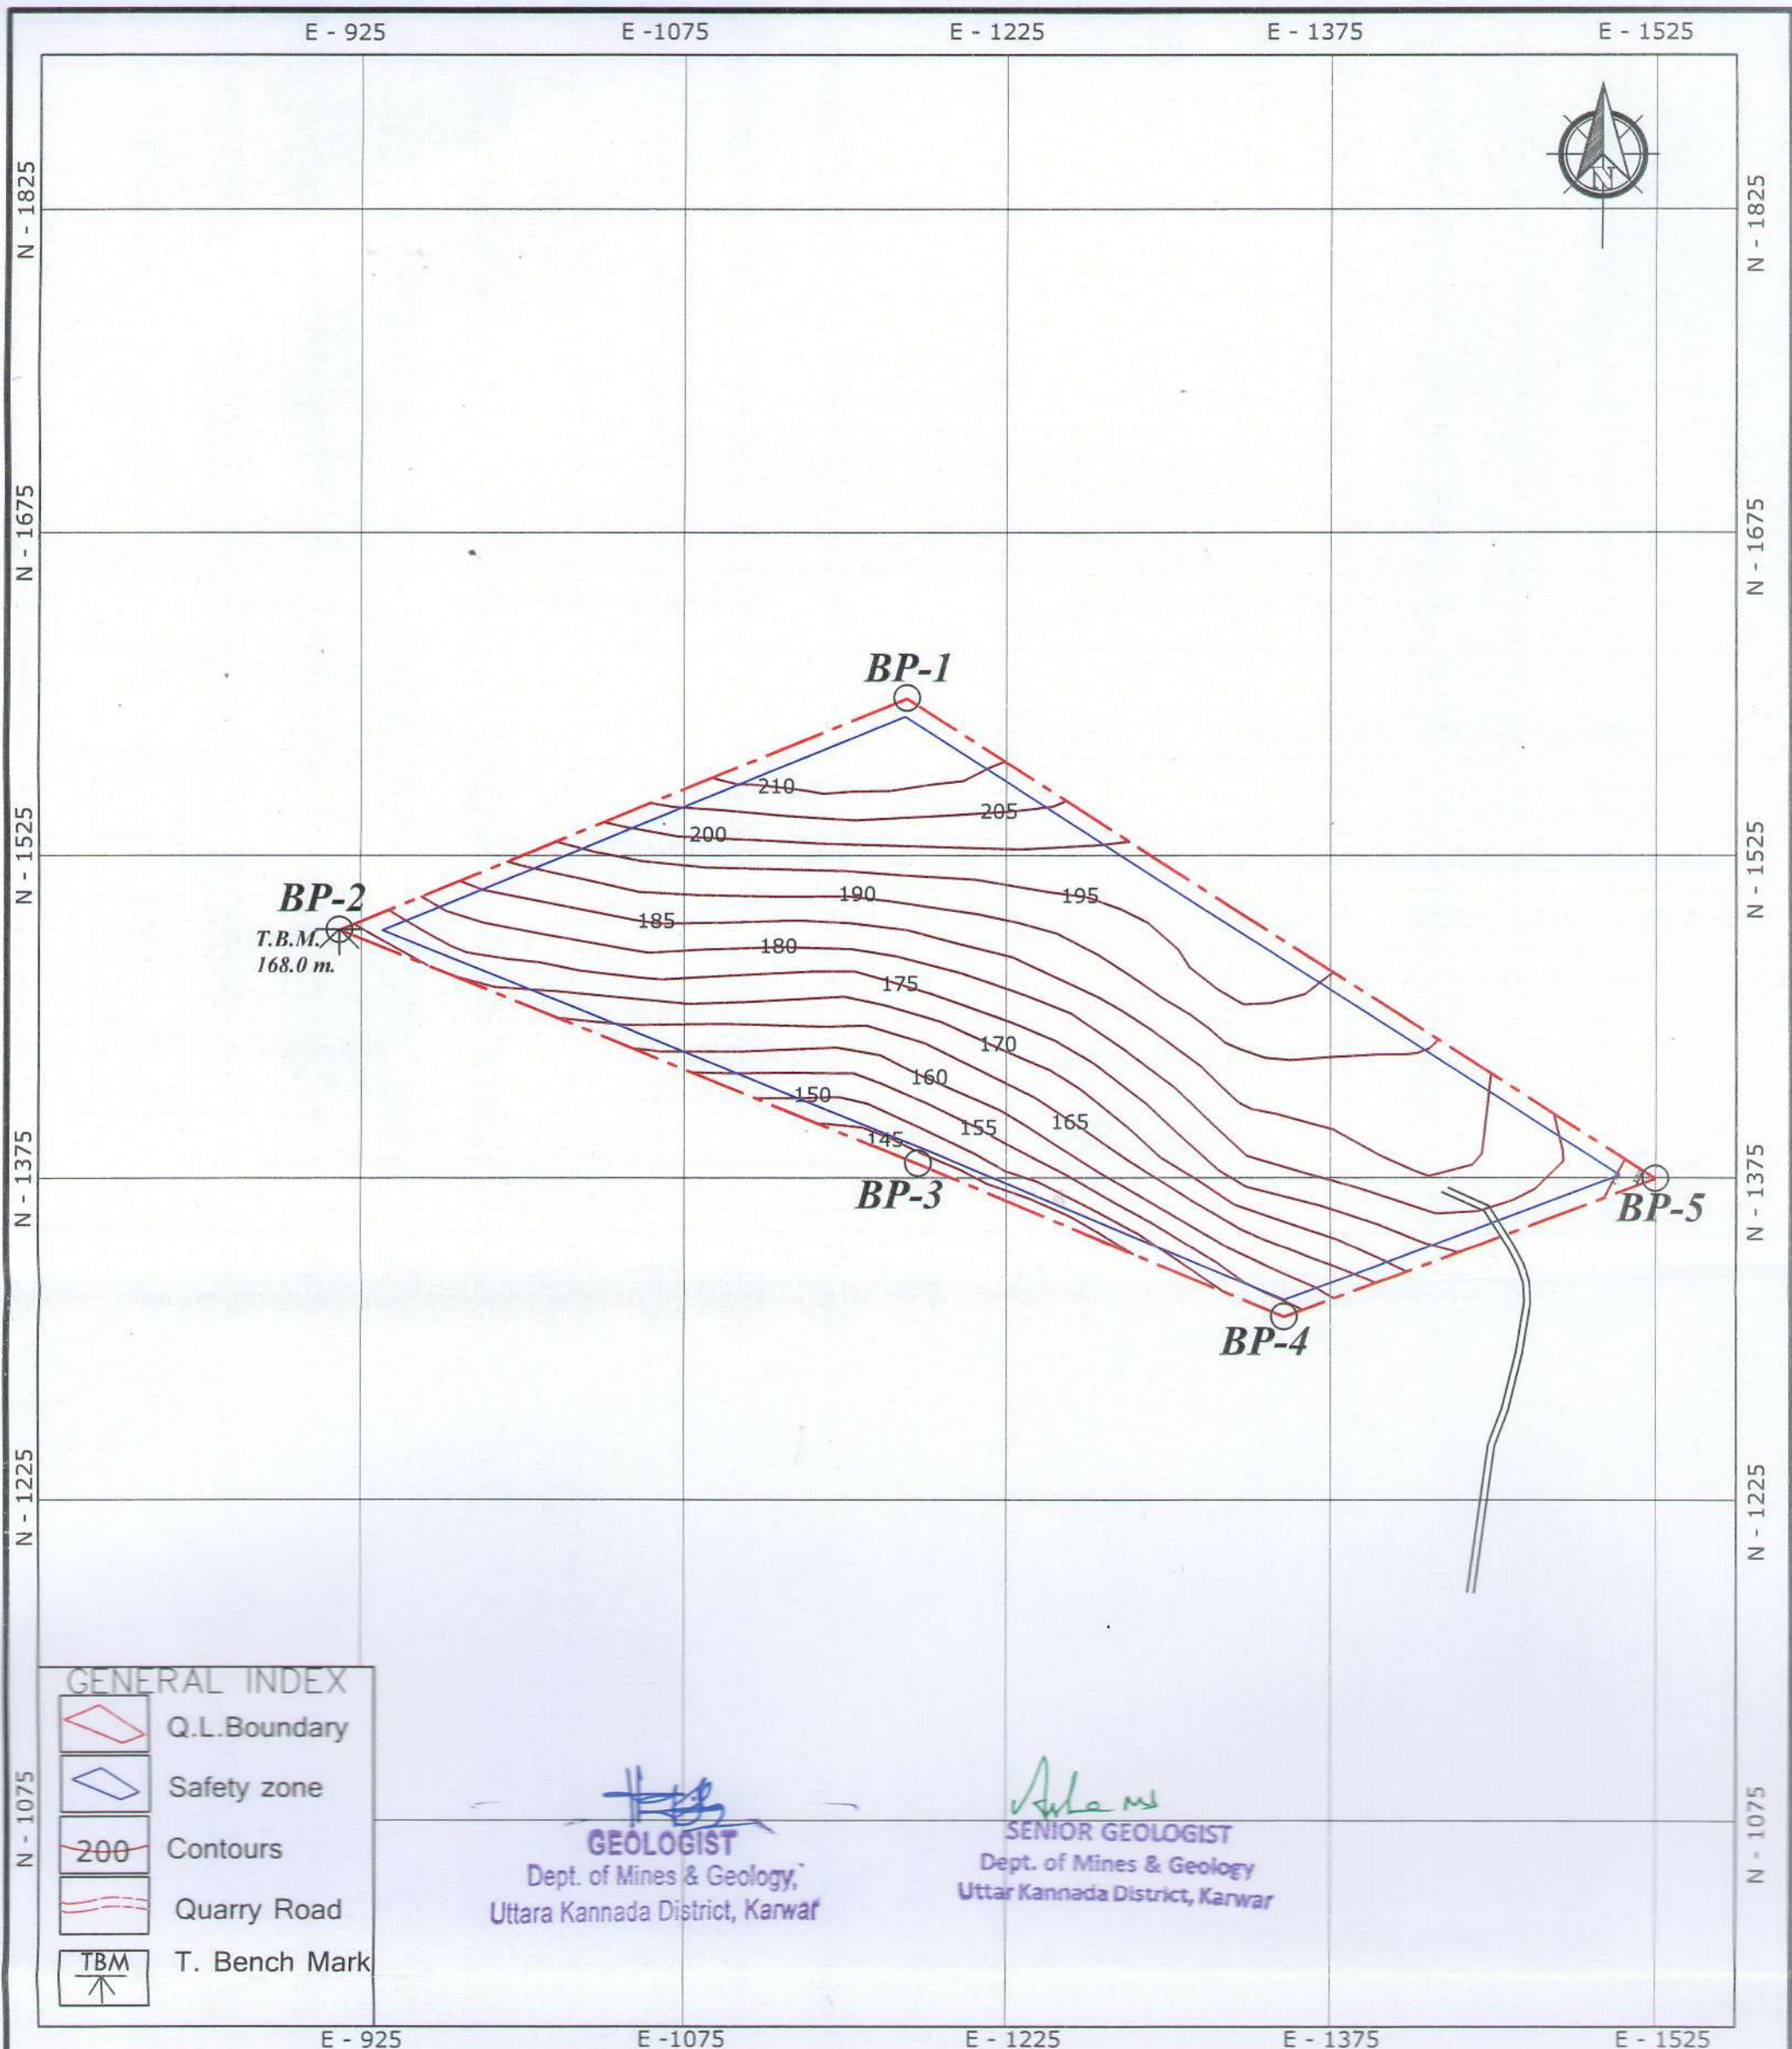 E - 925
E -1075
E - 1225
E - 1375
E - 1525
N - 1825
N - 1825
N
N - 1675
N - 1675
BP-1
210
205
200
N - 1525
N - 1525
BP-2
195
190
185
T.B.M.
168.0 m.
180
175
170
160
150
165
155
145
N - 1375
N - 1375
BP-3
BP-5
BP-4
N - 1225
N - 1225
GENERAL INDEX
Q.L.Boundary
Safety zone
200 Contours
Quarry Road
TBM T. Bench Mark
N - 1075
N - 1075
GEOLOGIST
Dept. of Mines & Geology,
Uttara Kannada District, Karwar
SENIOR GEOLOGIST
Dept. of Mines & Geology
Uttar Kannada District, Karwar
E - 925
E -1075
E - 1225
E - 1375
E - 1525